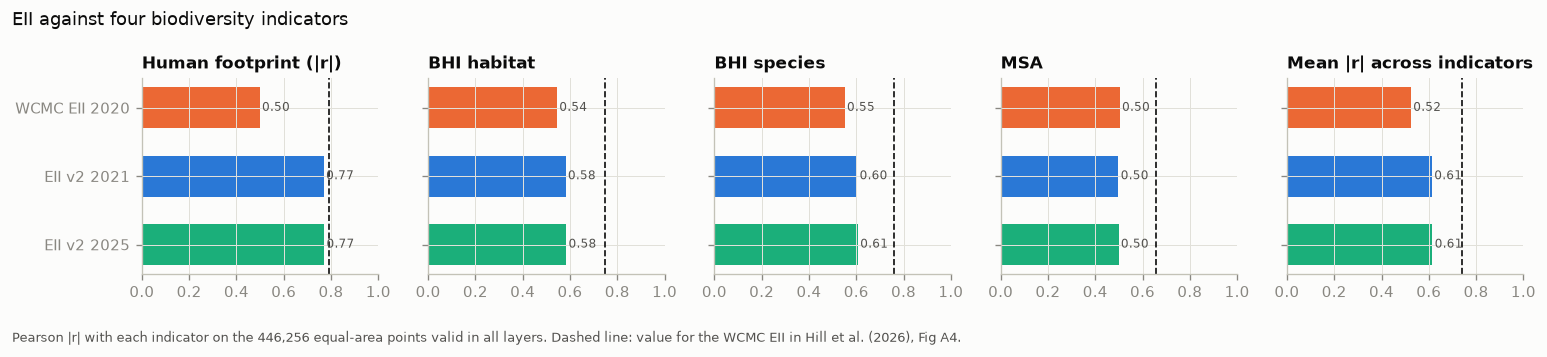 EII against four biodiversity indicators
Human footprint (|r|)
BHI habitat
BHI species
MSA
Mean |r| across indicators
WCMC EII 2020
0.50
0.54
0.55
0.50
0.52
EII v2 2021
0.77
0.58
0.60
0.50
0.61
EII v2 2025
0.77
0.58
0.61
0.50
0.61
0.0 0.2 0.4 0.6 0.8 1.0
0.0 0.2 0.4 0.6 0.8 1.0
0.0 0.2 0.4 0.6 0.8 1.0
0.0 0.2 0.4 0.6 0.8 1.0
0.0 0.2 0.4 0.6 0.8 1.0
Pearson |r| with each indicator on the 446,256 equal-area points valid in all layers. Dashed line: value for the WCMC EII in Hill et al. (2026), Fig A4.